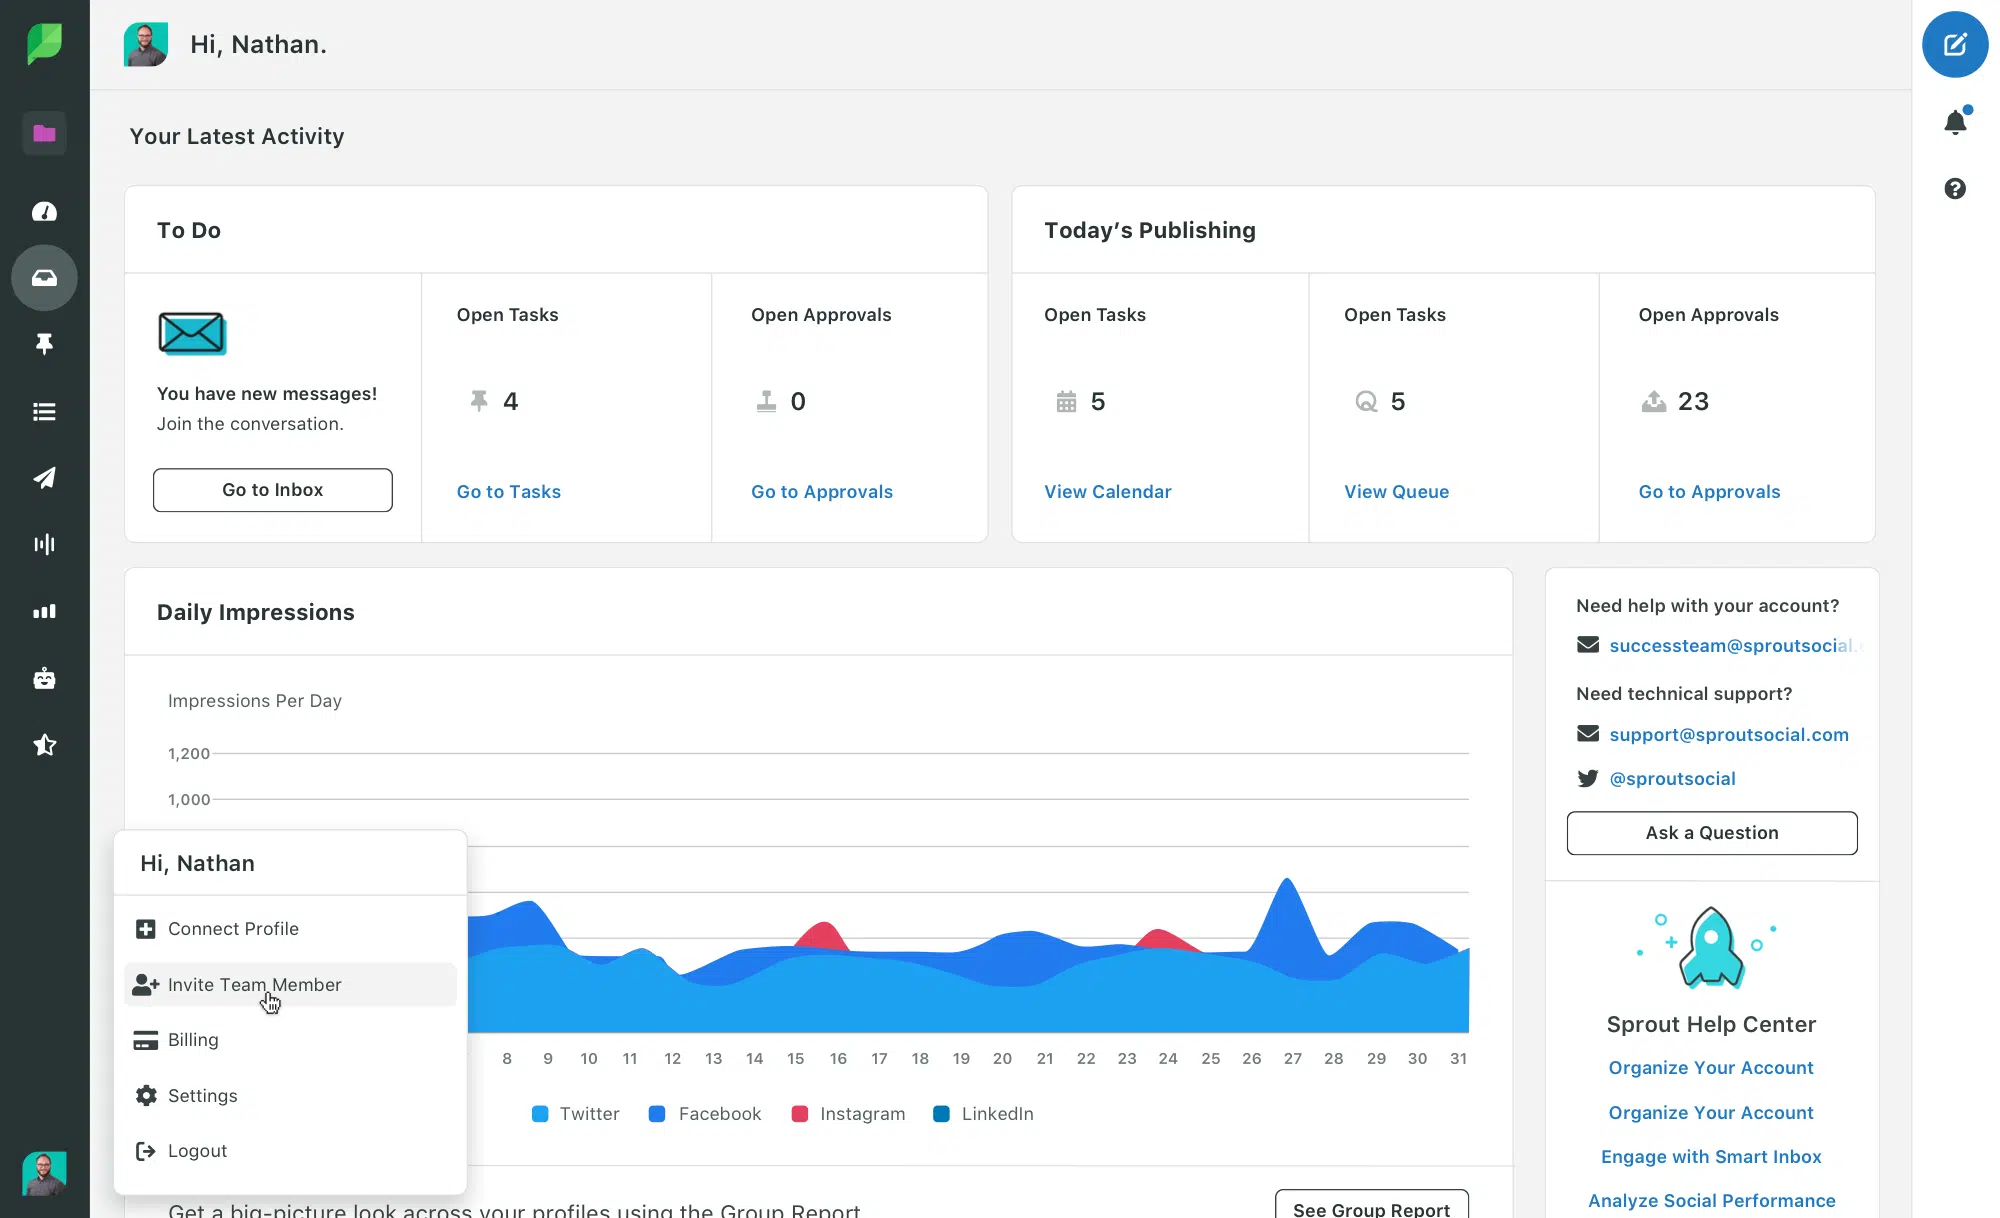 Hi, Nathan.
Your Latest Activity
To Do
You have new messages!
Join the conversation.
Go to Inbox
Open Tasks
4
Go to Tasks
Open Approvals
0
Go to Approvals
Today’s Publishing
Open Tasks
5
View Calendar
Open Tasks
5
View Queue
Open Approvals
23
Go to Approvals
Daily Impressions
Impressions Per Day
1,200
1,000
8 9 10 11 12 13 14 15 16 17 18 19 20 21 22 23 24 25 26 27 28 29 30 31
Twitter Facebook Instagram LinkedIn
Get a big-picture look across your profiles using the Group Report
See Group Report
Hi, Nathan
Connect Profile
Invite Team Member
Billing
Settings
Logout
Need help with your account?
successteam@sproutsocial.
Need technical support?
support@sproutsocial.com
@sproutsocial
Ask a Question
Sprout Help Center
Organize Your Account
Organize Your Account
Engage with Smart Inbox
Analyze Social Performance